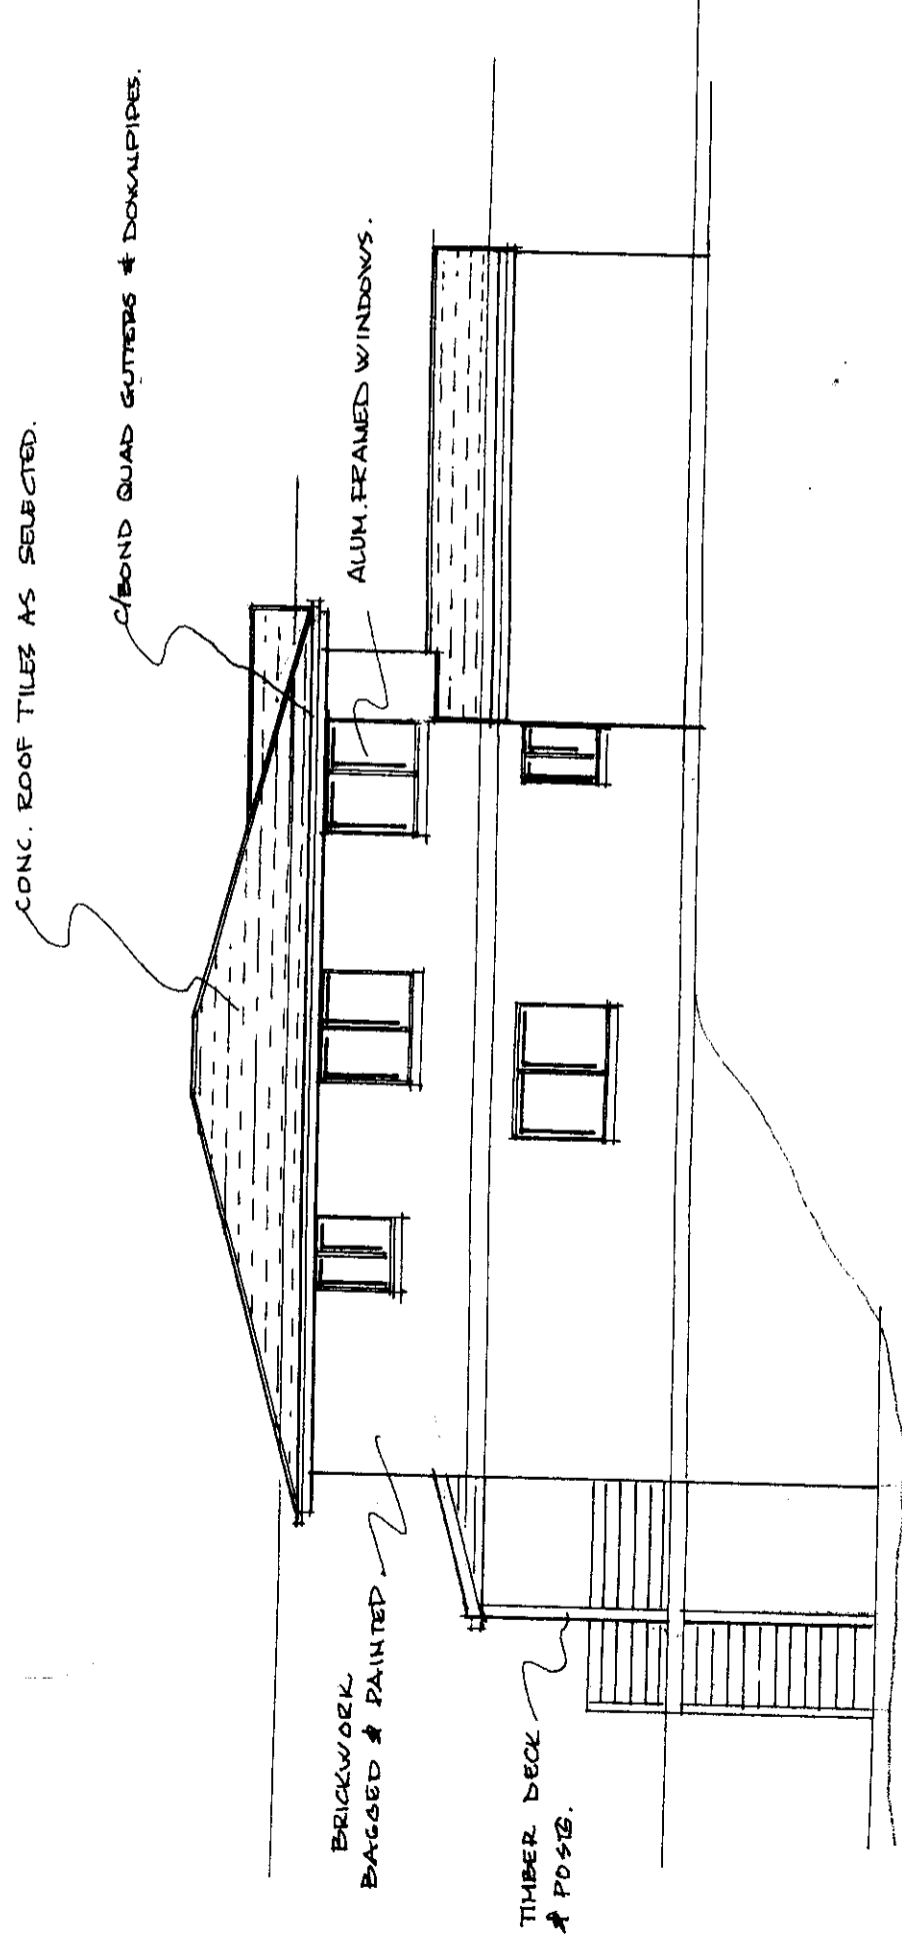 CONC. ROOF TILES AS SELECTED.
C/BOND QUAD GUTTERS & DOWNPIPES.
ALUM. FRAMED WINDOWS.
BRICKWORK
BAGGED & PAINTED.
TIMBER DECK
& POSTS.